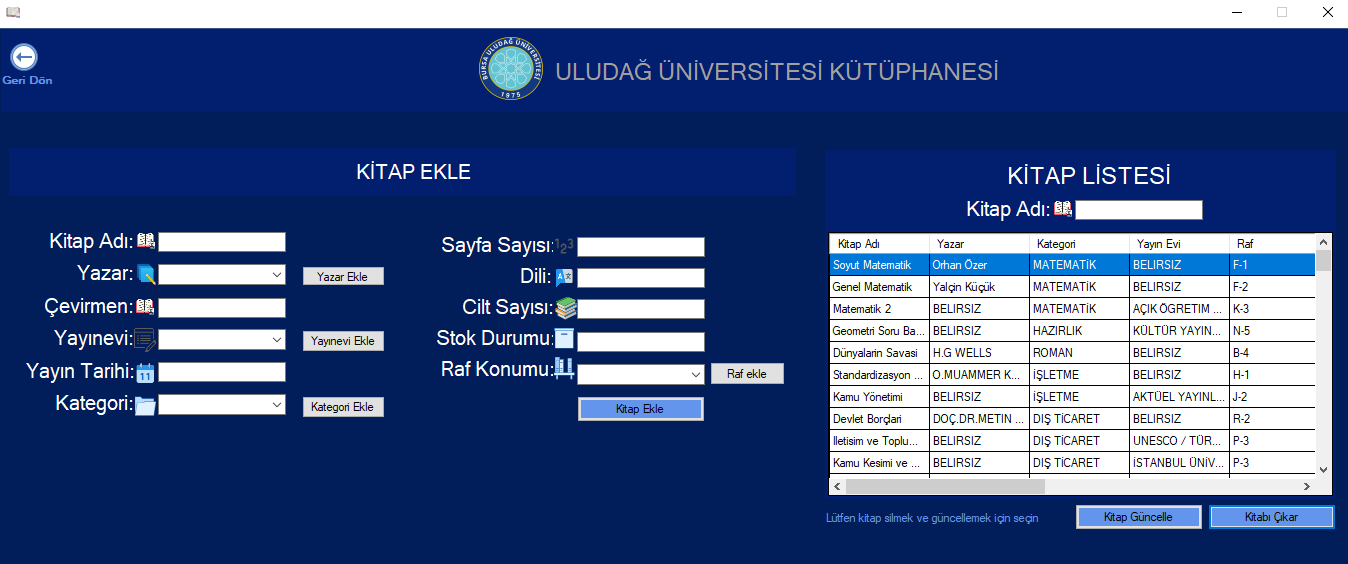 BURSA ULUDAĞ ÜNİVERSİTESİ
1975
ULUDAĞ ÜNİVERSİTESİ KÜTÜPHANESİ
Geri Dön
KİTAP EKLE
Kitap Adı:
Yazar:
Yazar Ekle
Çevirmen:
Yayınevi:
Yayınevi Ekle
Yayın Tarihi:
11
Kategori:
Kategori Ekle
Sayfa Sayısı:
123
Dili:
Cilt Sayısı:
Stok Durumu:
Raf Konumu:
Raf ekle
Kitap Ekle
KİTAP LİSTESİ
Kitap Adı:
Kitap Adı Yazar Kategori Yayın Evi Raf
Soyut Matematik Orhan Özer MATEMATİK BELIRSIZ F-1
Genel Matematik Yalçin Küçük MATEMATİK BELIRSIZ F-2
Matematik 2 BELIRSIZ MATEMATİK AÇIK ÖGRETIM ... K-3
Geometri Soru Ba... BELIRSIZ HAZIRLIK KÜLTÜR YAYIN... N-5
Dünyalarin Savasi H.G WELLS ROMAN BELIRSIZ B-4
Standardizasyon ... O.MUAMMER K... İŞLETME BELIRSIZ H-1
Kamu Yönetimi BELIRSIZ İŞLETME AKTÜEL YAYINL... J-2
Devlet Borçlari DOÇ.DR.METIN ... DIŞ TİCARET BELIRSIZ R-2
Iletisim ve Toplu... BELIRSIZ DIŞ TİCARET UNESCO / TÜR... P-3
Kamu Kesimi ve ... BELIRSIZ DIŞ TİCARET İSTANBUL ÜNİV... P-3
Lütfen kitap silmek ve güncellemek için seçin
Kitap Güncelle
Kitabı Çıkar